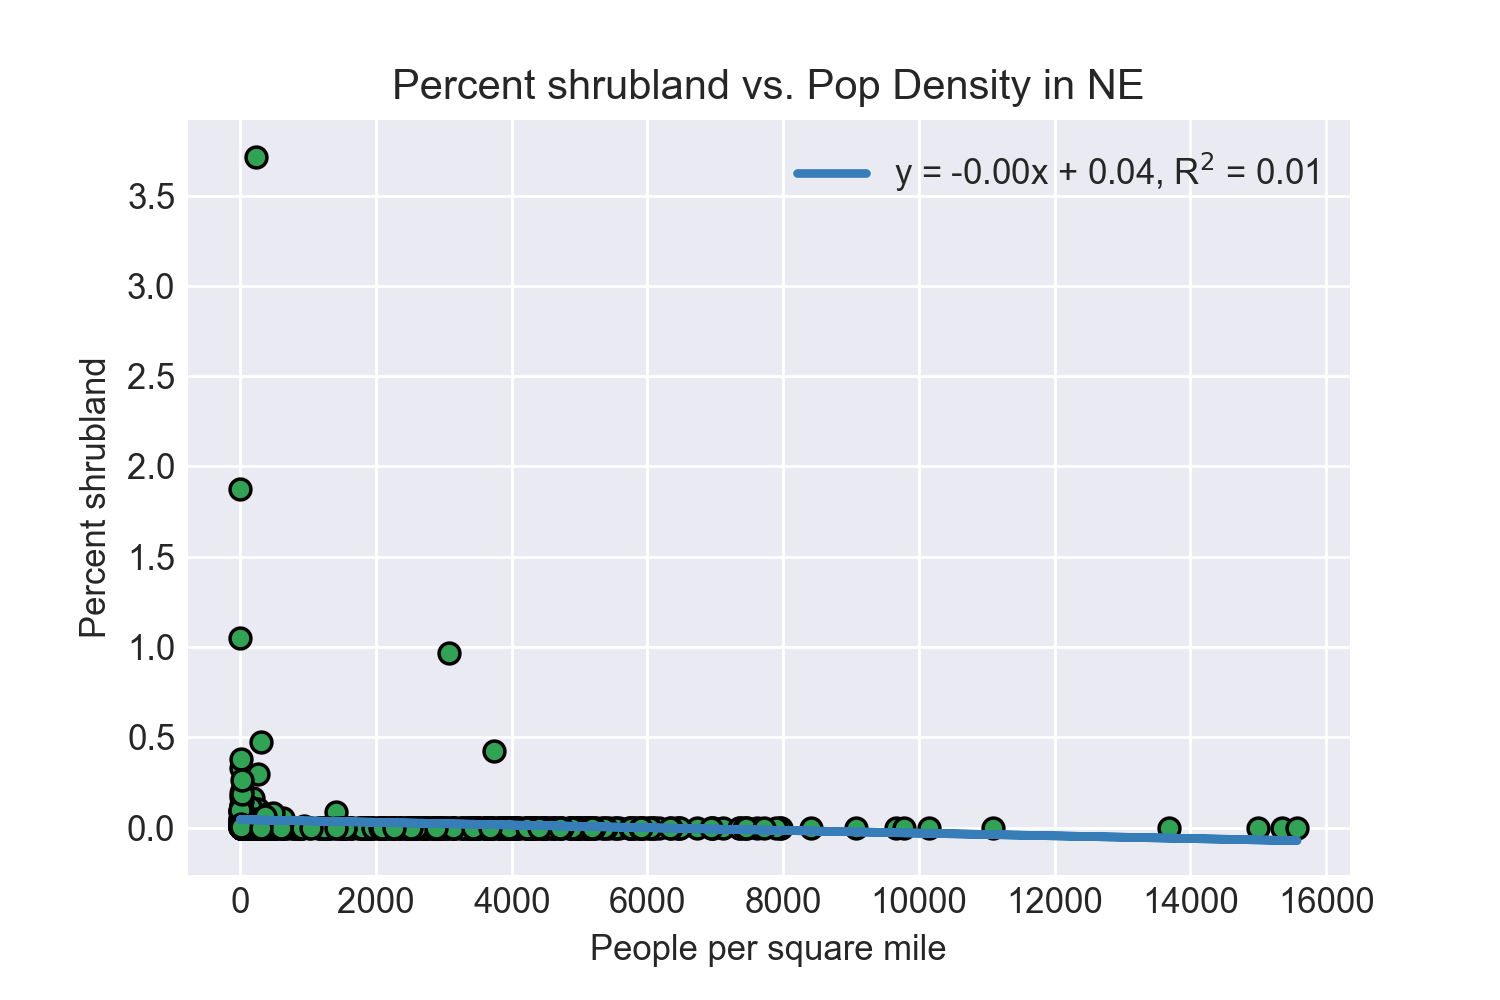 Percent shrubland vs. Pop Density in NE
y = -0.00x + 0.04, R² = 0.01
Percent shrubland
3.5
3.0
2.5
2.0
1.5
1.0
0.5
0.0
0 2000 4000 6000 8000 10000 12000 14000 16000
People per square mile